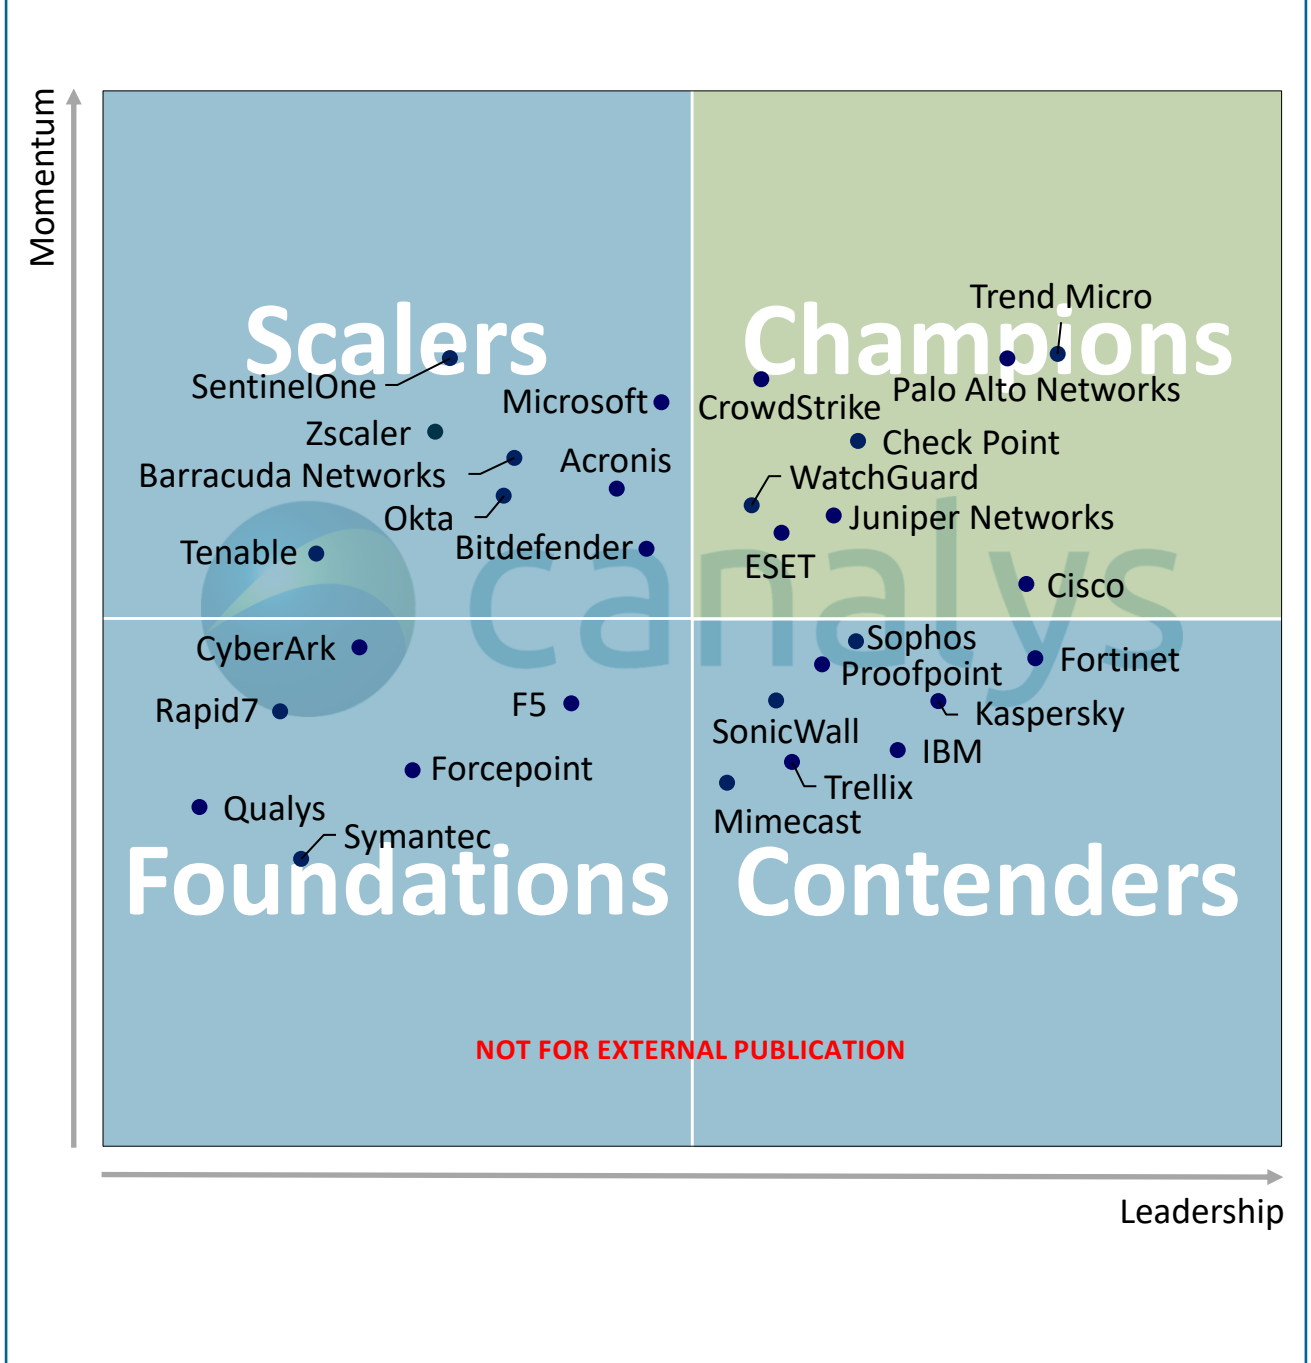 Momentum
Scalers
Champions
Trend Micro
SentinelOne
Palo Alto Networks
Microsoft
CrowdStrike
Zscaler
Check Point
Barracuda Networks
Acronis
WatchGuard
Okta
Juniper Networks
Tenable
Bitdefender
ESET
Cisco
canalys
CyberArk
Sophos
Fortinet
Proofpoint
Rapid7
F5
Kaspersky
SonicWall
IBM
Forcepoint
Trellix
Qualys
Mimecast
Symantec
Foundations
Contenders
NOT FOR EXTERNAL PUBLICATION
Leadership